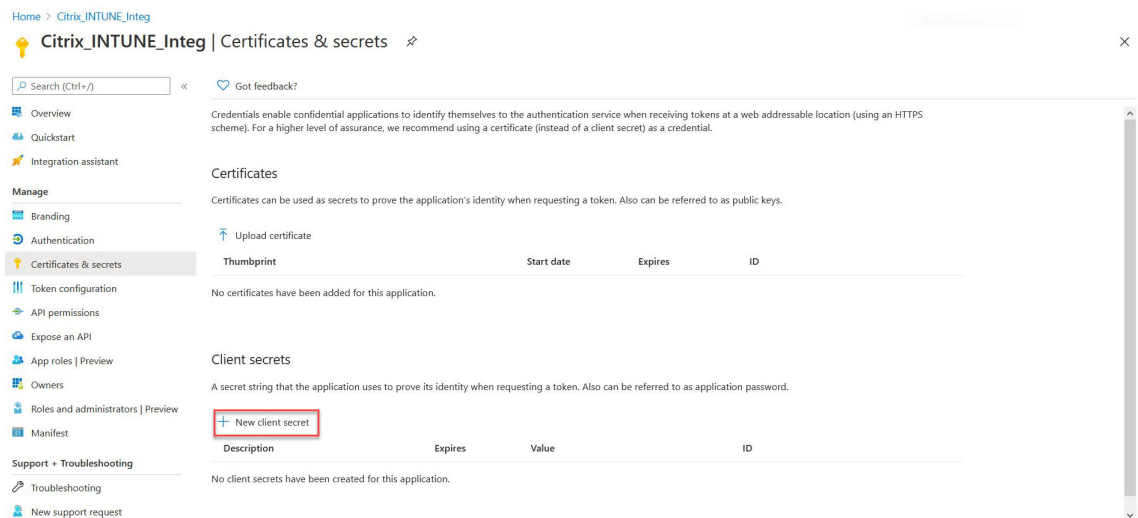 Home > Citrix_INTUNE_Integ
Citrix_INTUNE_Integ | Certificates & secrets
Search (Ctrl+/)
«
Got feedback?
Overview
Quickstart
Integration assistant
Manage
Branding
Authentication
Certificates & secrets
Token configuration
API permissions
Expose an API
App roles | Preview
Owners
Roles and administrators | Preview
Manifest
Support + Troubleshooting
Troubleshooting
New support request
Credentials enable confidential applications to identify themselves to the authentication service when receiving tokens at a web addressable location (using an HTTPS
scheme). For a higher level of assurance, we recommend using a certificate (instead of a client secret) as a credential.
Certificates
Certificates can be used as secrets to prove the application's identity when requesting a token. Also can be referred to as public keys.
Upload certificate
Thumbprint Start date Expires ID
No certificates have been added for this application.
Client secrets
A secret string that the application uses to prove its identity when requesting a token. Also can be referred to as application password.
New client secret
Description Expires Value ID
No client secrets have been created for this application.